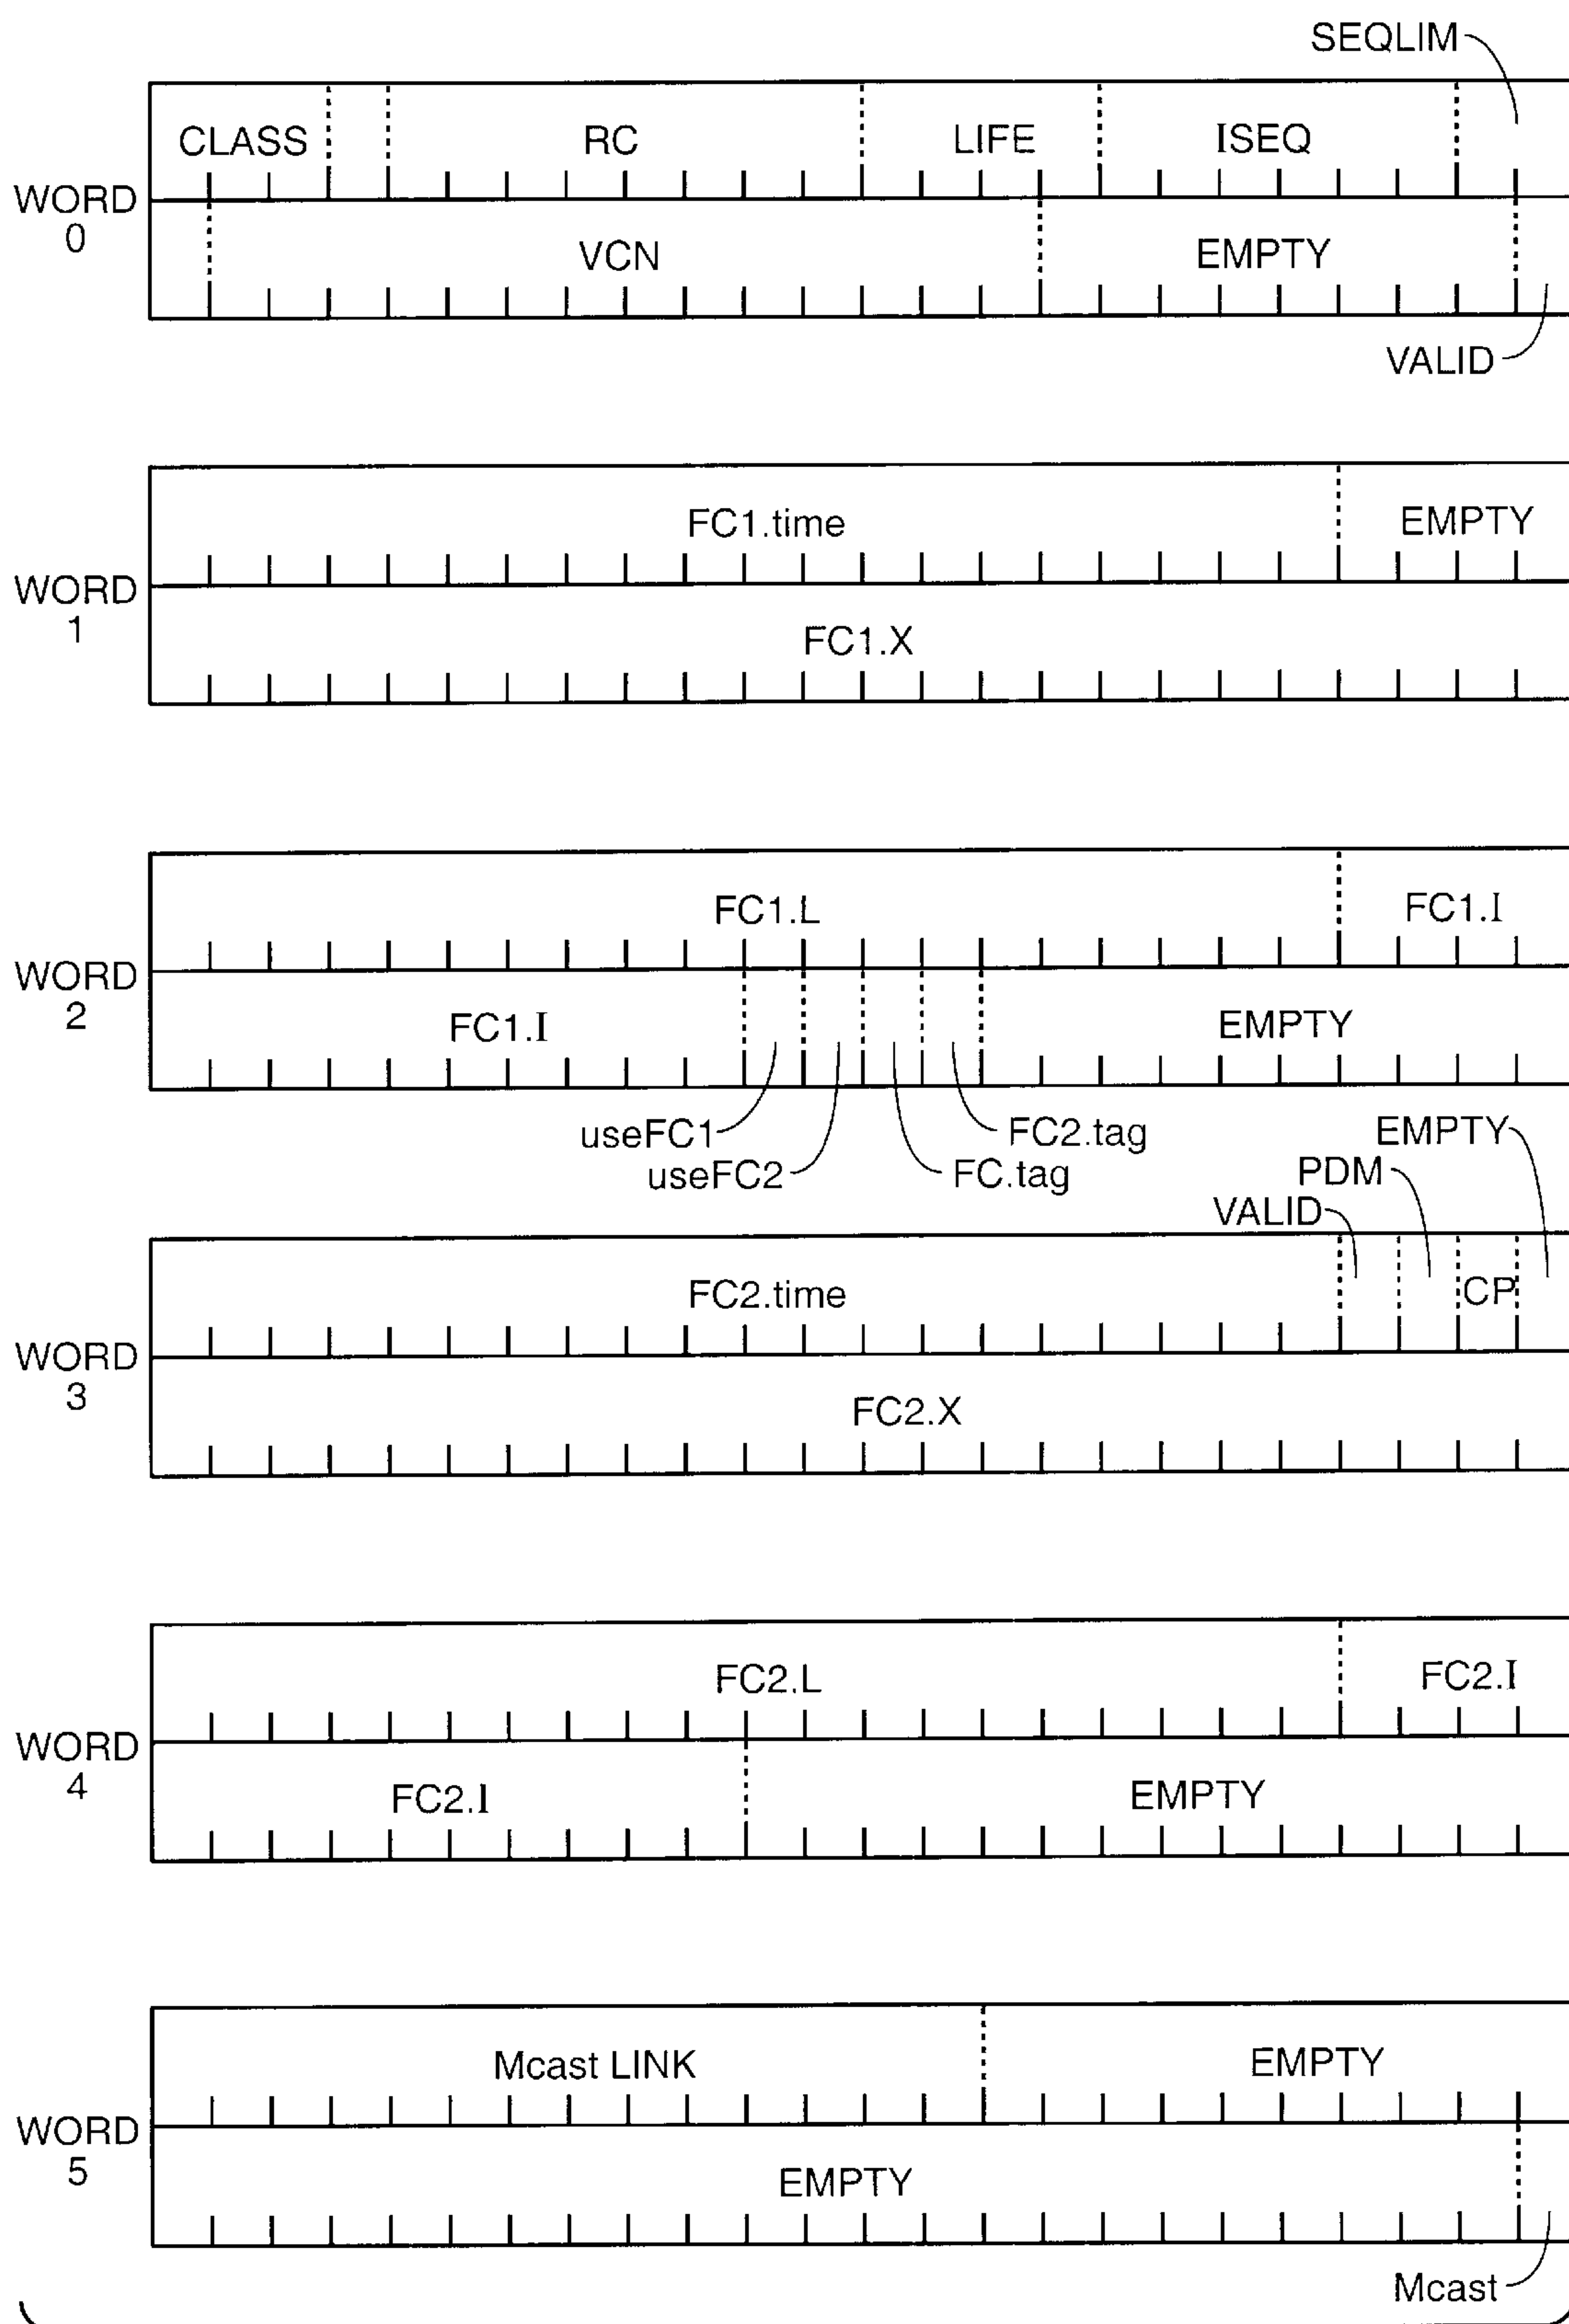 SEQLIM
CLASS RC LIFE ISEQ
WORD
0
VCN EMPTY
VALID
FC1.time EMPTY
WORD
1
FC1.X
FC1.L FC1.I
WORD
2
FC1.I EMPTY
useFC1 FC2.tag EMPTY
useFC2 FC.tag PDM
VALID
FC2.time CP
WORD
3
FC2.X
FC2.L FC2.I
WORD
4
FC2.I EMPTY
Mcast LINK EMPTY
WORD
5
EMPTY
Mcast